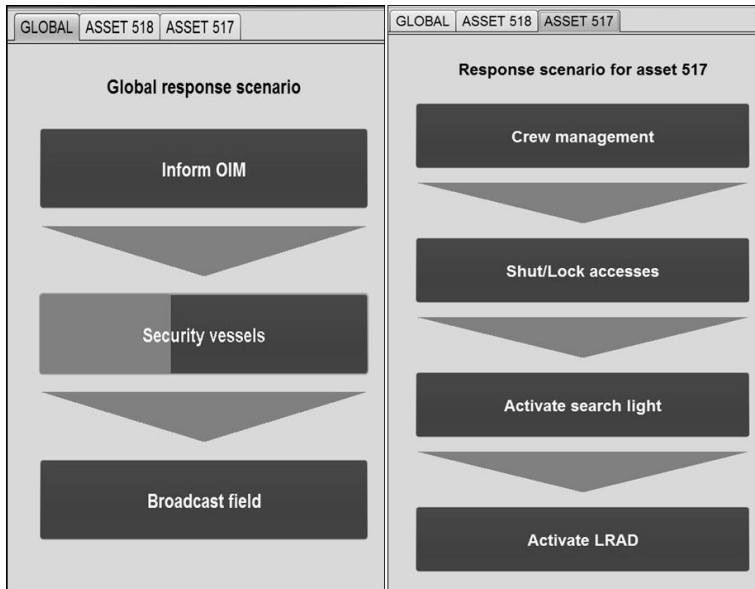 GLOBAL ASSET 518 ASSET 517
Global response scenario
Inform OIM
Security vessels
Broadcast field
GLOBAL ASSET 518 ASSET 517
Response scenario for asset 517
Crew management
Shut/Lock accesses
Activate search light
Activate LRAD